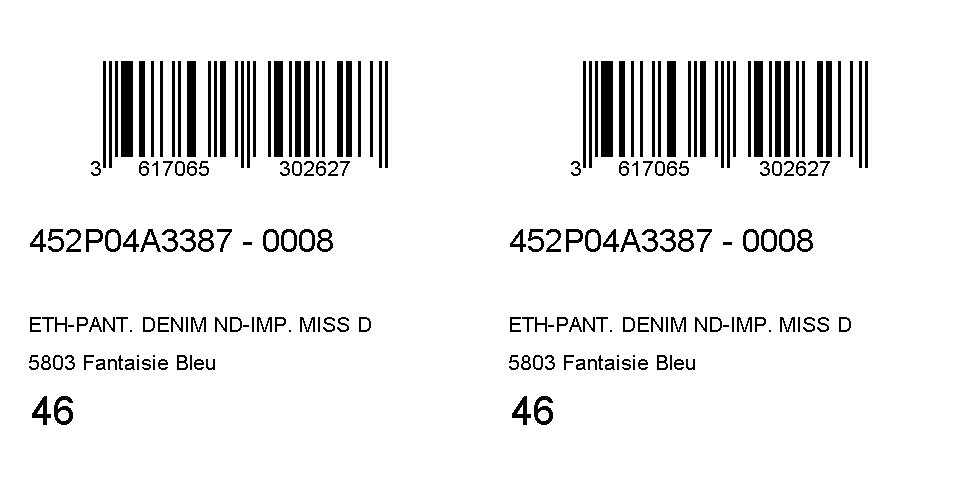 3 617065 302627
452P04A3387 - 0008
ETH-PANT. DENIM ND-IMP. MISS D
5803 Fantaisie Bleu
46
3 617065 302627
452P04A3387 - 0008
ETH-PANT. DENIM ND-IMP. MISS D
5803 Fantaisie Bleu
46